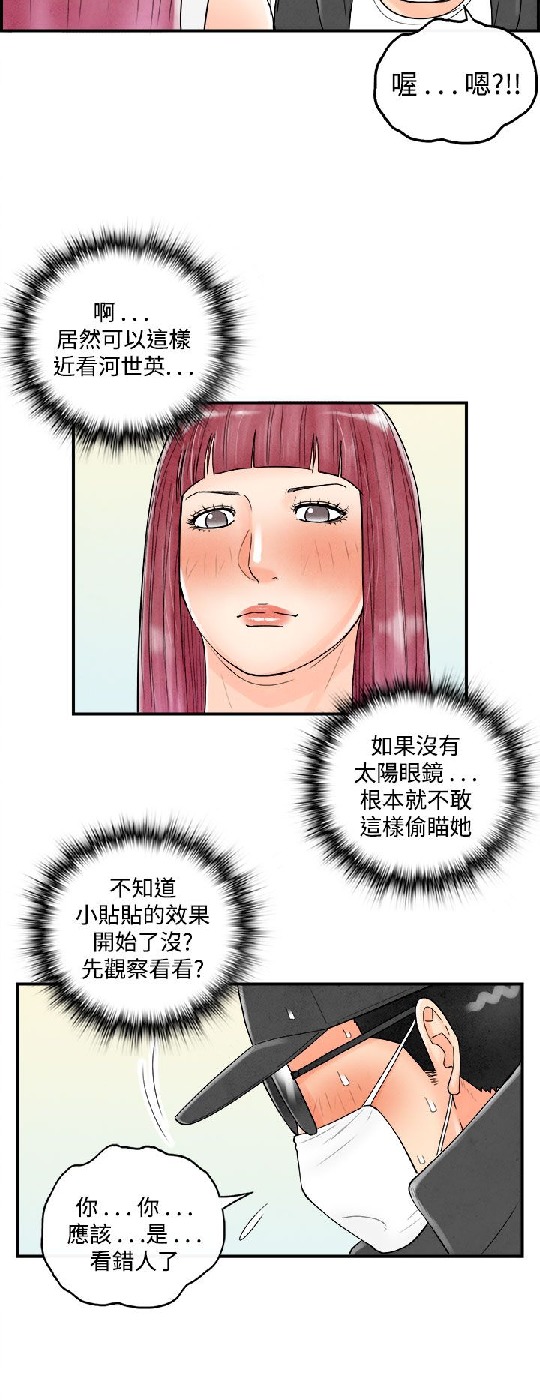 喔...嗯?!!
啊...
居然可以這樣
近看河世英...
如果沒有
太陽眼鏡...
根本就不敢
這樣偷瞄她
不知道
小貼貼的效果
開始了沒?
先觀察看看?
你...你...
應該...是...
看錯人了